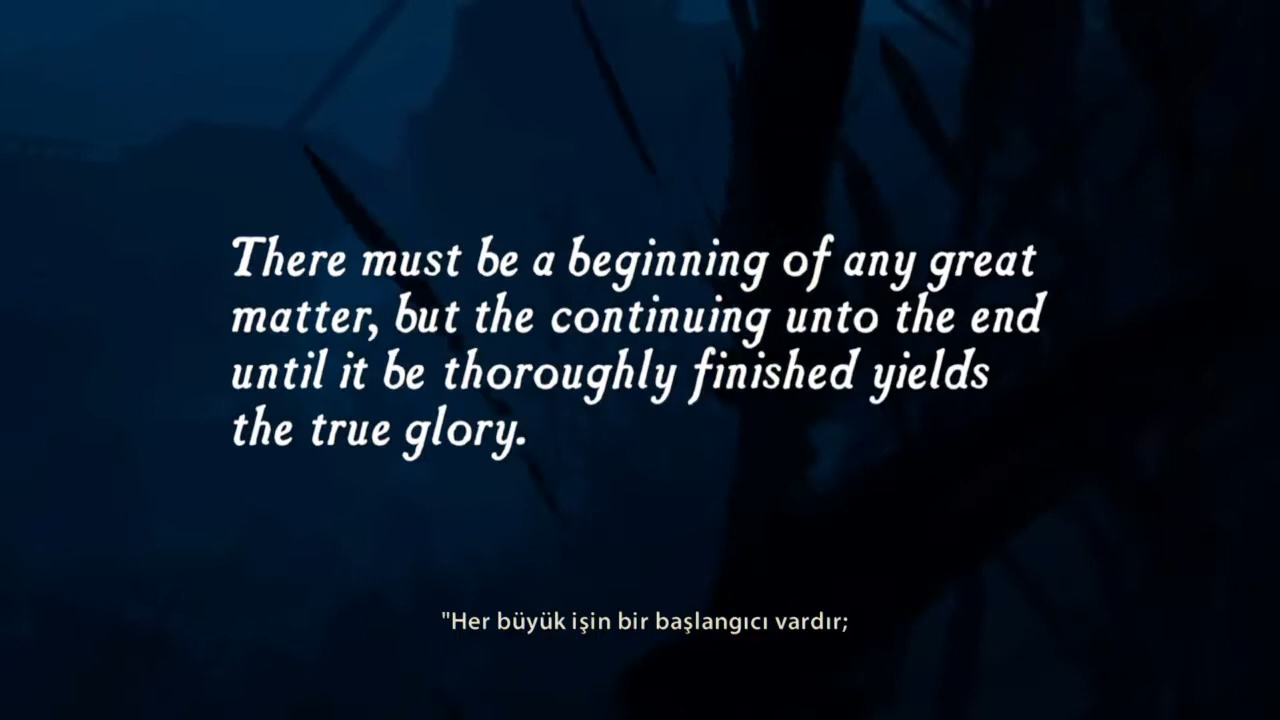 There must be a beginning of any great
matter, but the continuing unto the end
until it be thoroughly finished yields
the true glory.
"Her büyük işin bir başlangıcı vardır;